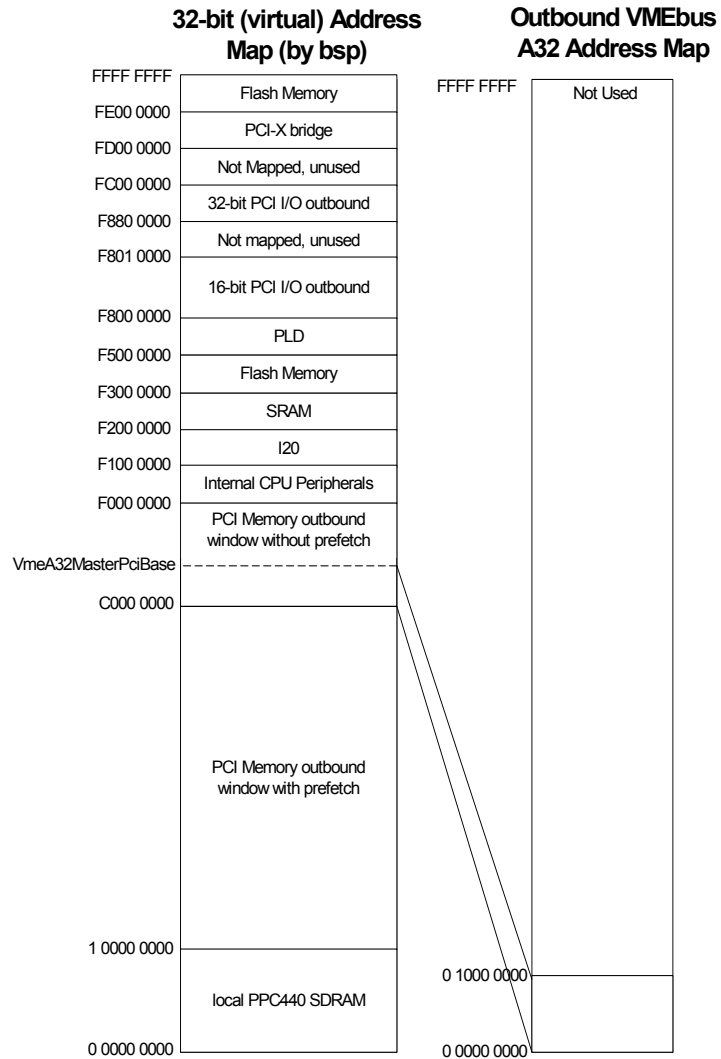 32-bit (virtual) Address
Map (by bsp)
Outbound VMEbus
A32 Address Map
FFFF FFFF
Flash Memory
FE00 0000
PCI-X bridge
FD00 0000
Not Mapped, unused
FC00 0000
32-bit PCI I/O outbound
F880 0000
Not mapped, unused
F801 0000
16-bit PCI I/O outbound
F800 0000
PLD
F500 0000
Flash Memory
F300 0000
SRAM
F200 0000
I20
F100 0000
Internal CPU Peripherals
F000 0000
PCI Memory outbound
window without prefetch
VmeA32MasterPciBase
C000 0000
PCI Memory outbound
window with prefetch
1 0000 0000
local PPC440 SDRAM
0 0000 0000
FFFF FFFF
Not Used
0 1000 0000
0 0000 0000